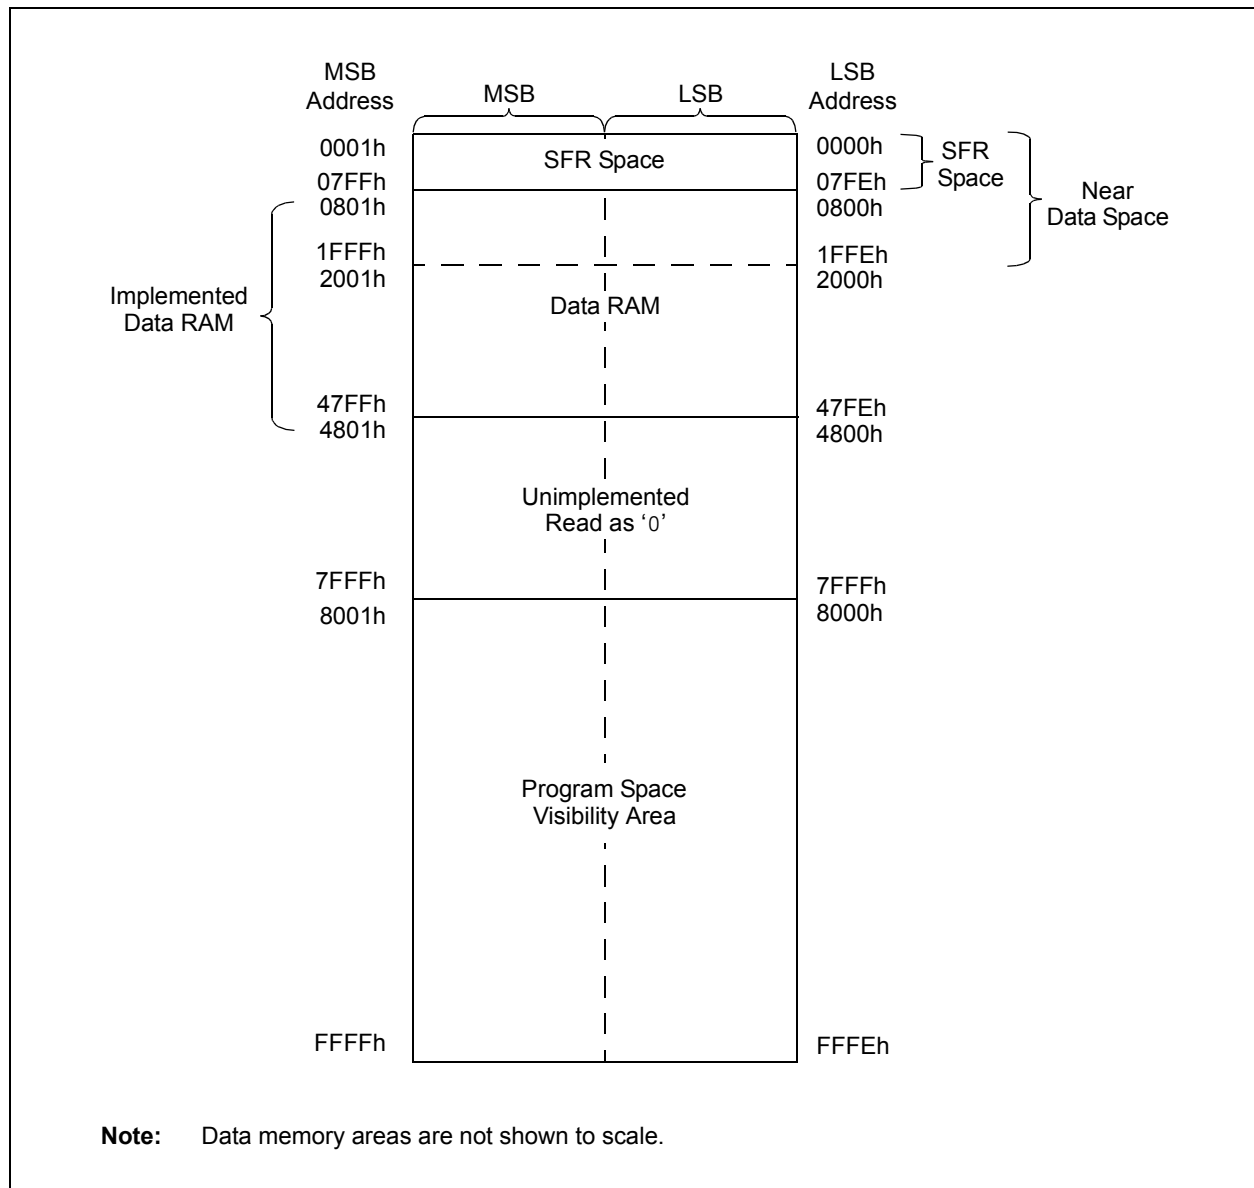 MSB
Address
MSB
LSB
LSB
Address
0001h
SFR Space
0000h
SFR
Space
07FFh
07FEh
0801h
0800h
Near
Data Space
1FFFh
1FFEh
2001h
2000h
Implemented
Data RAM
Data RAM
47FFh
47FEh
4801h
4800h
Unimplemented
Read as ‘0’
7FFFh
7FFFh
8001h
8000h
Program Space
Visibility Area
FFFFh
FFFEh
Note: Data memory areas are not shown to scale.